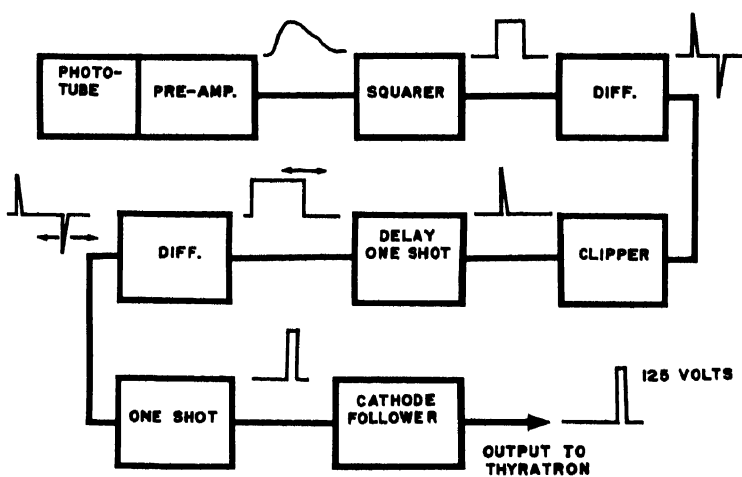 PHOTO-
TUBE
PRE-AMP.
SQUARER
DIFF.
DIFF.
DELAY
ONE SHOT
CLIPPER
ONE SHOT
CATHODE
FOLLOWER
125 VOLTS
OUTPUT TO
THYRATRON